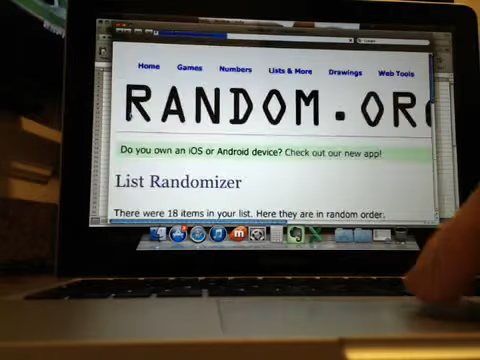 Home Games Numbers Lists & More Drawings Web Tools
RANDOM.OR
Do you own an iOS or Android device? Check out our new app!
List Randomizer
There were 18 items in your list. Here they are in random order: